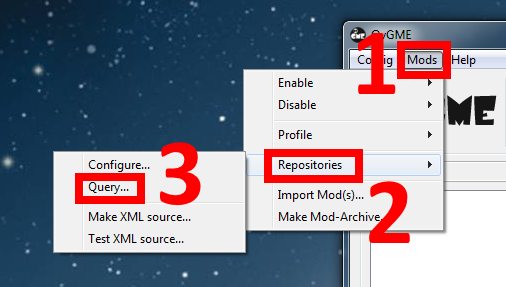 OvGME
1
Config Mods Help
Enable
Disable
Profile
Repositories
Import Mod(s)...
Make Mod-Archive...
2
3
Configure...
Query...
Make XML source...
Test XML source...